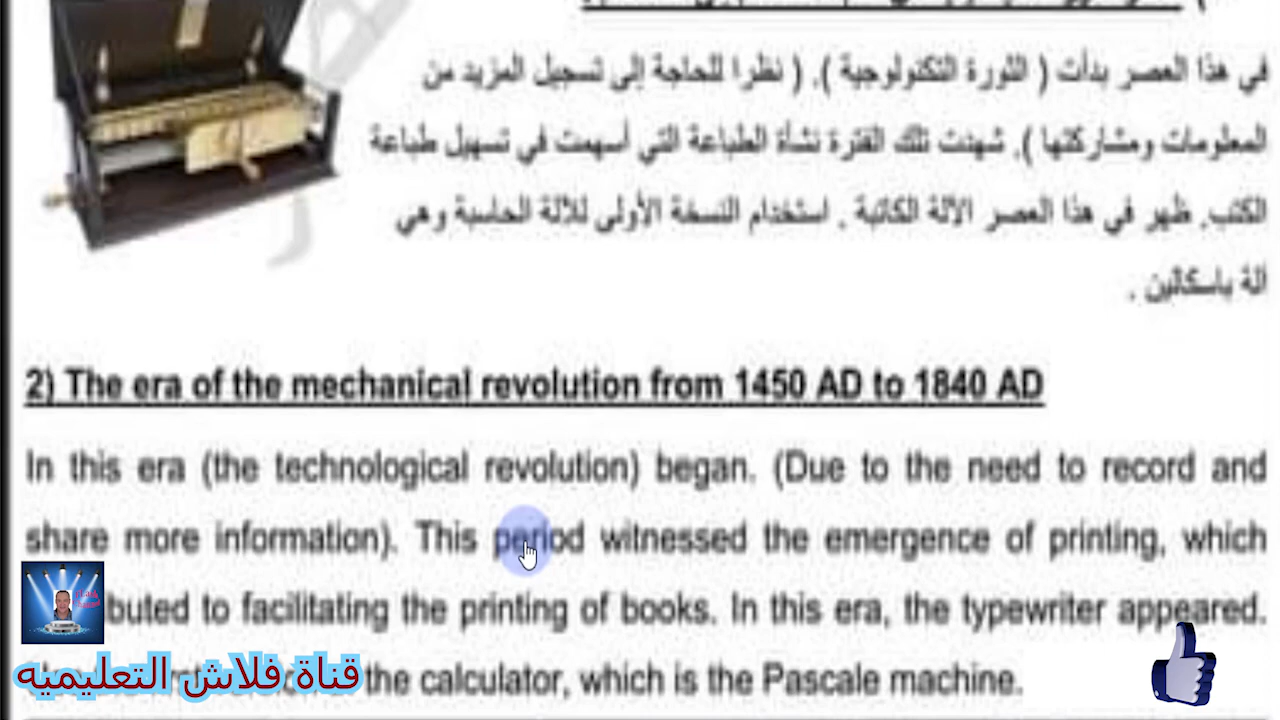 في هذا العصر بدأت ( الثورة التكنولوجية ). ( نظرا للحاجة إلى تسجيل المزيد من
المعلومات ومشاركتها ). شهدت تلك الفترة نشأة الطباعة التي أسهمت في تسهيل طباعة
الكتب. ظهر في هذا العصر الآلة الكاتبة . استخدام النسخة الأولى للآلة الحاسبة وهي
آلة باسكالين .
2) The era of the mechanical revolution from 1450 AD to 1840 AD
In this era (the technological revolution) began. (Due to the need to record and
share more information). This period witnessed the emergence of printing, which
buted to facilitating the printing of books. In this era, the typewriter appeared.
the calculator, which is the Pascale machine.
قناة فلاش التعليميه